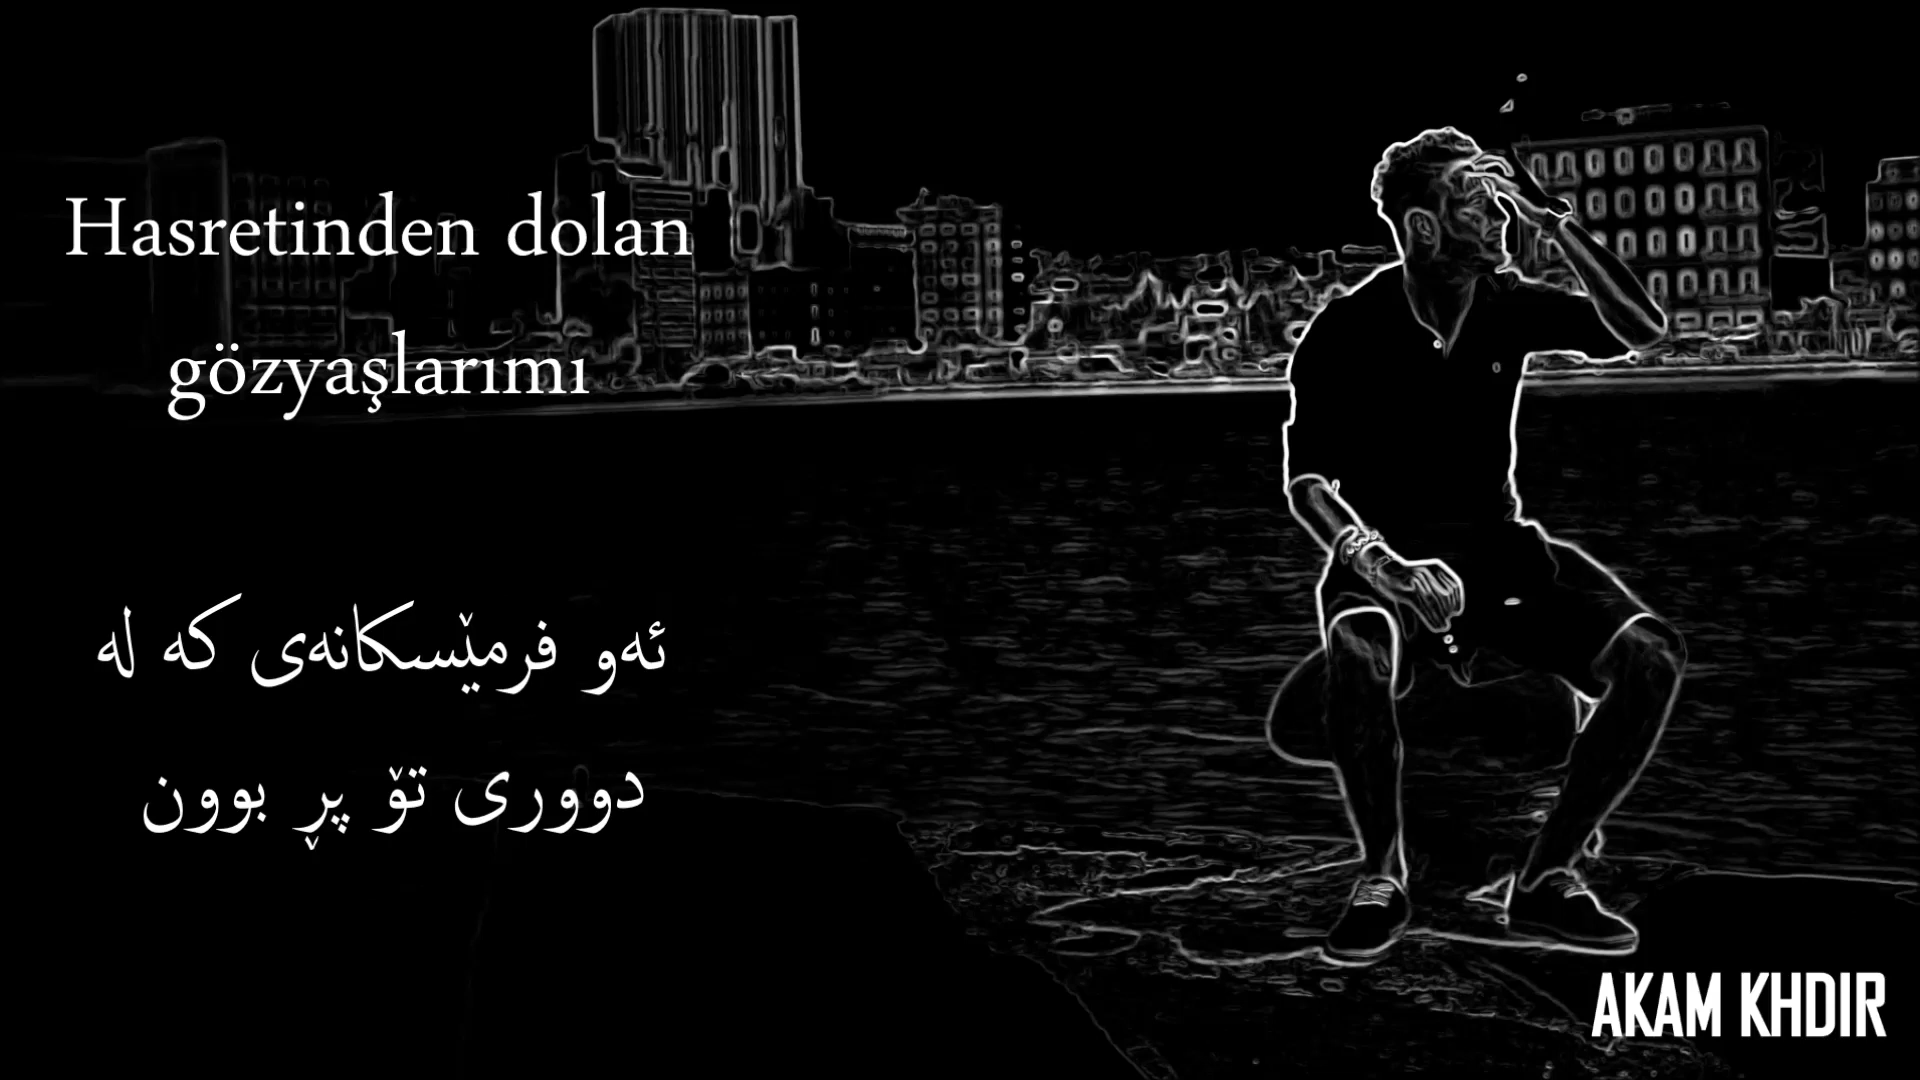 Hasretinden dolan
gözyaşlarımı
ئەو فرمێسکانەی کە لە
دووری تۆ پڕ بوون
AKAM KHDIR